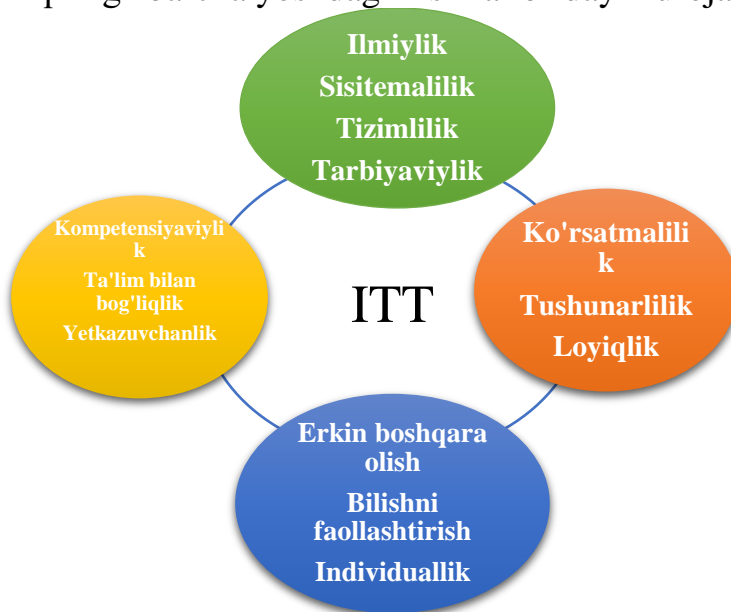 Ilmiylik
Sisitemalilik
Tizimlilik
Tarbiyaviylik
Kompetensiyaviyli
k
Ta'lim bilan
bog'liqlik
Yetkazuvchanlik
ITT
Ko'rsatmalili
k
Tushunarlilik
Loyiqlik
Erkin boshqara
olish
Bilishni
faollashtirish
Individuallik